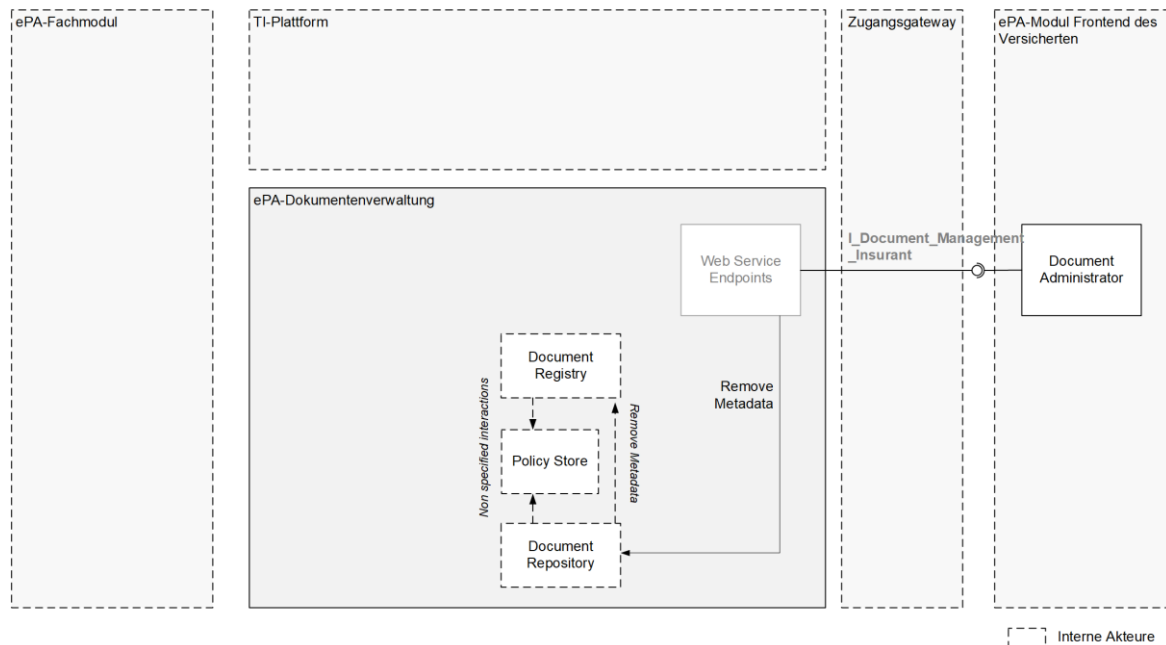 ePA-Fachmodul
TI-Plattform
Zugangsgateway
ePA-Modul Frontend des
Versicherten
ePA-Dokumentenverwaltung
I_Document_Management
_Insurant
Web Service
Endpoints
Document
Administrator
Document
Registry
Remove
Metadata
Non specified interactions
Remove Metadata
Policy Store
Document
Repository
Interne Akteure